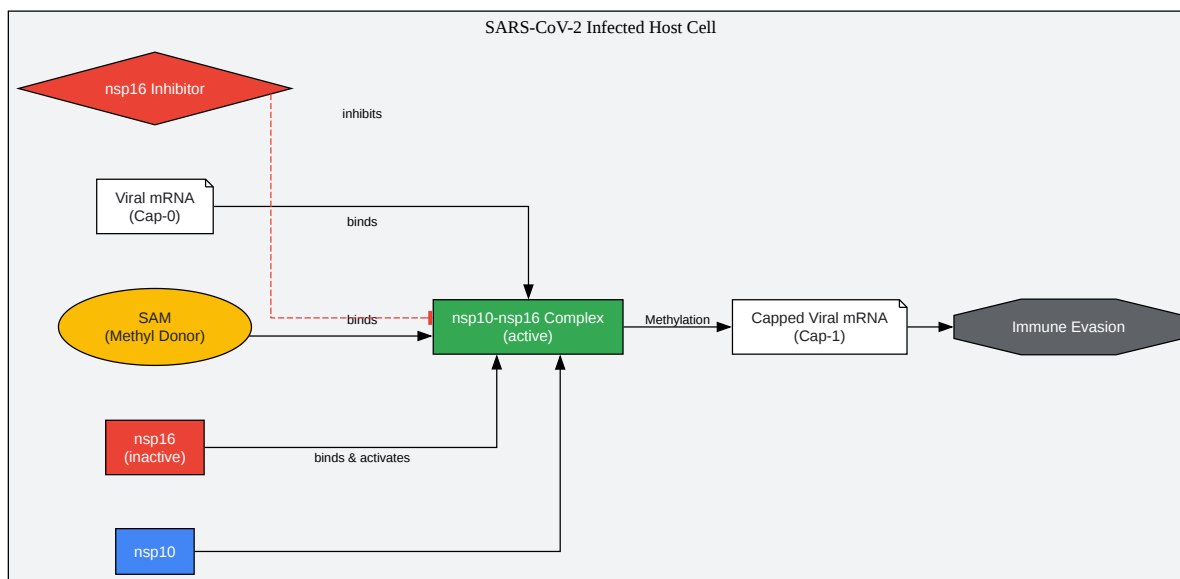 SARS-CoV-2 Infected Host Cell
nsp16 Inhibitor
inhibits
Viral mRNA
(Cap-0)
binds
SAM
(Methyl Donor)
binds
nsp10-nsp16 Complex
(active)
Methylation
Capped Viral mRNA
(Cap-1)
Immune Evasion
nsp16
(inactive)
binds & activates
nsp10